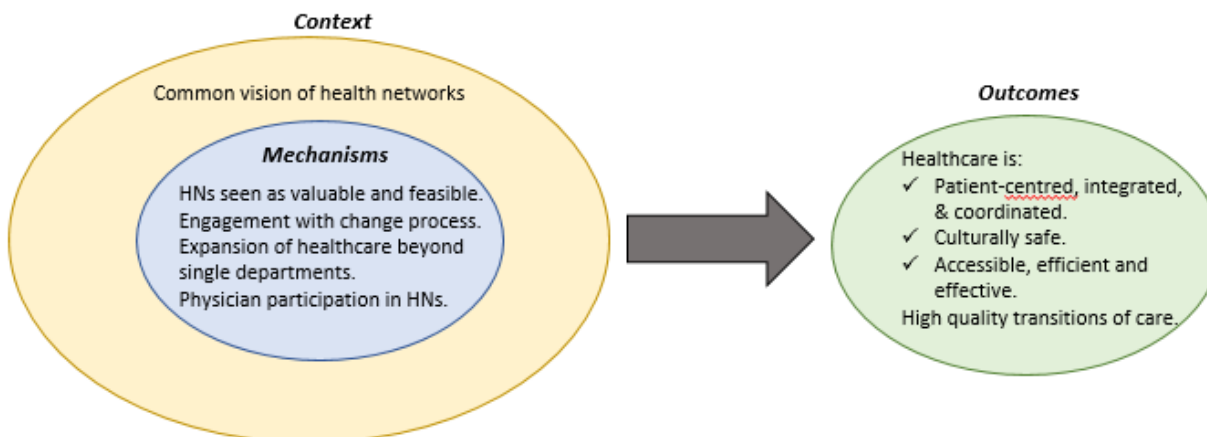 Context
Common vision of health networks
Mechanisms
HNs seen as valuable and feasible.
Engagement with change process.
Expansion of healthcare beyond
single departments.
Physician participation in HNs.
Outcomes
Healthcare is:
✓ Patient-centred, integrated,
& coordinated.
✓ Culturally safe.
✓ Accessible, efficient and
effective.
High quality transitions of care.